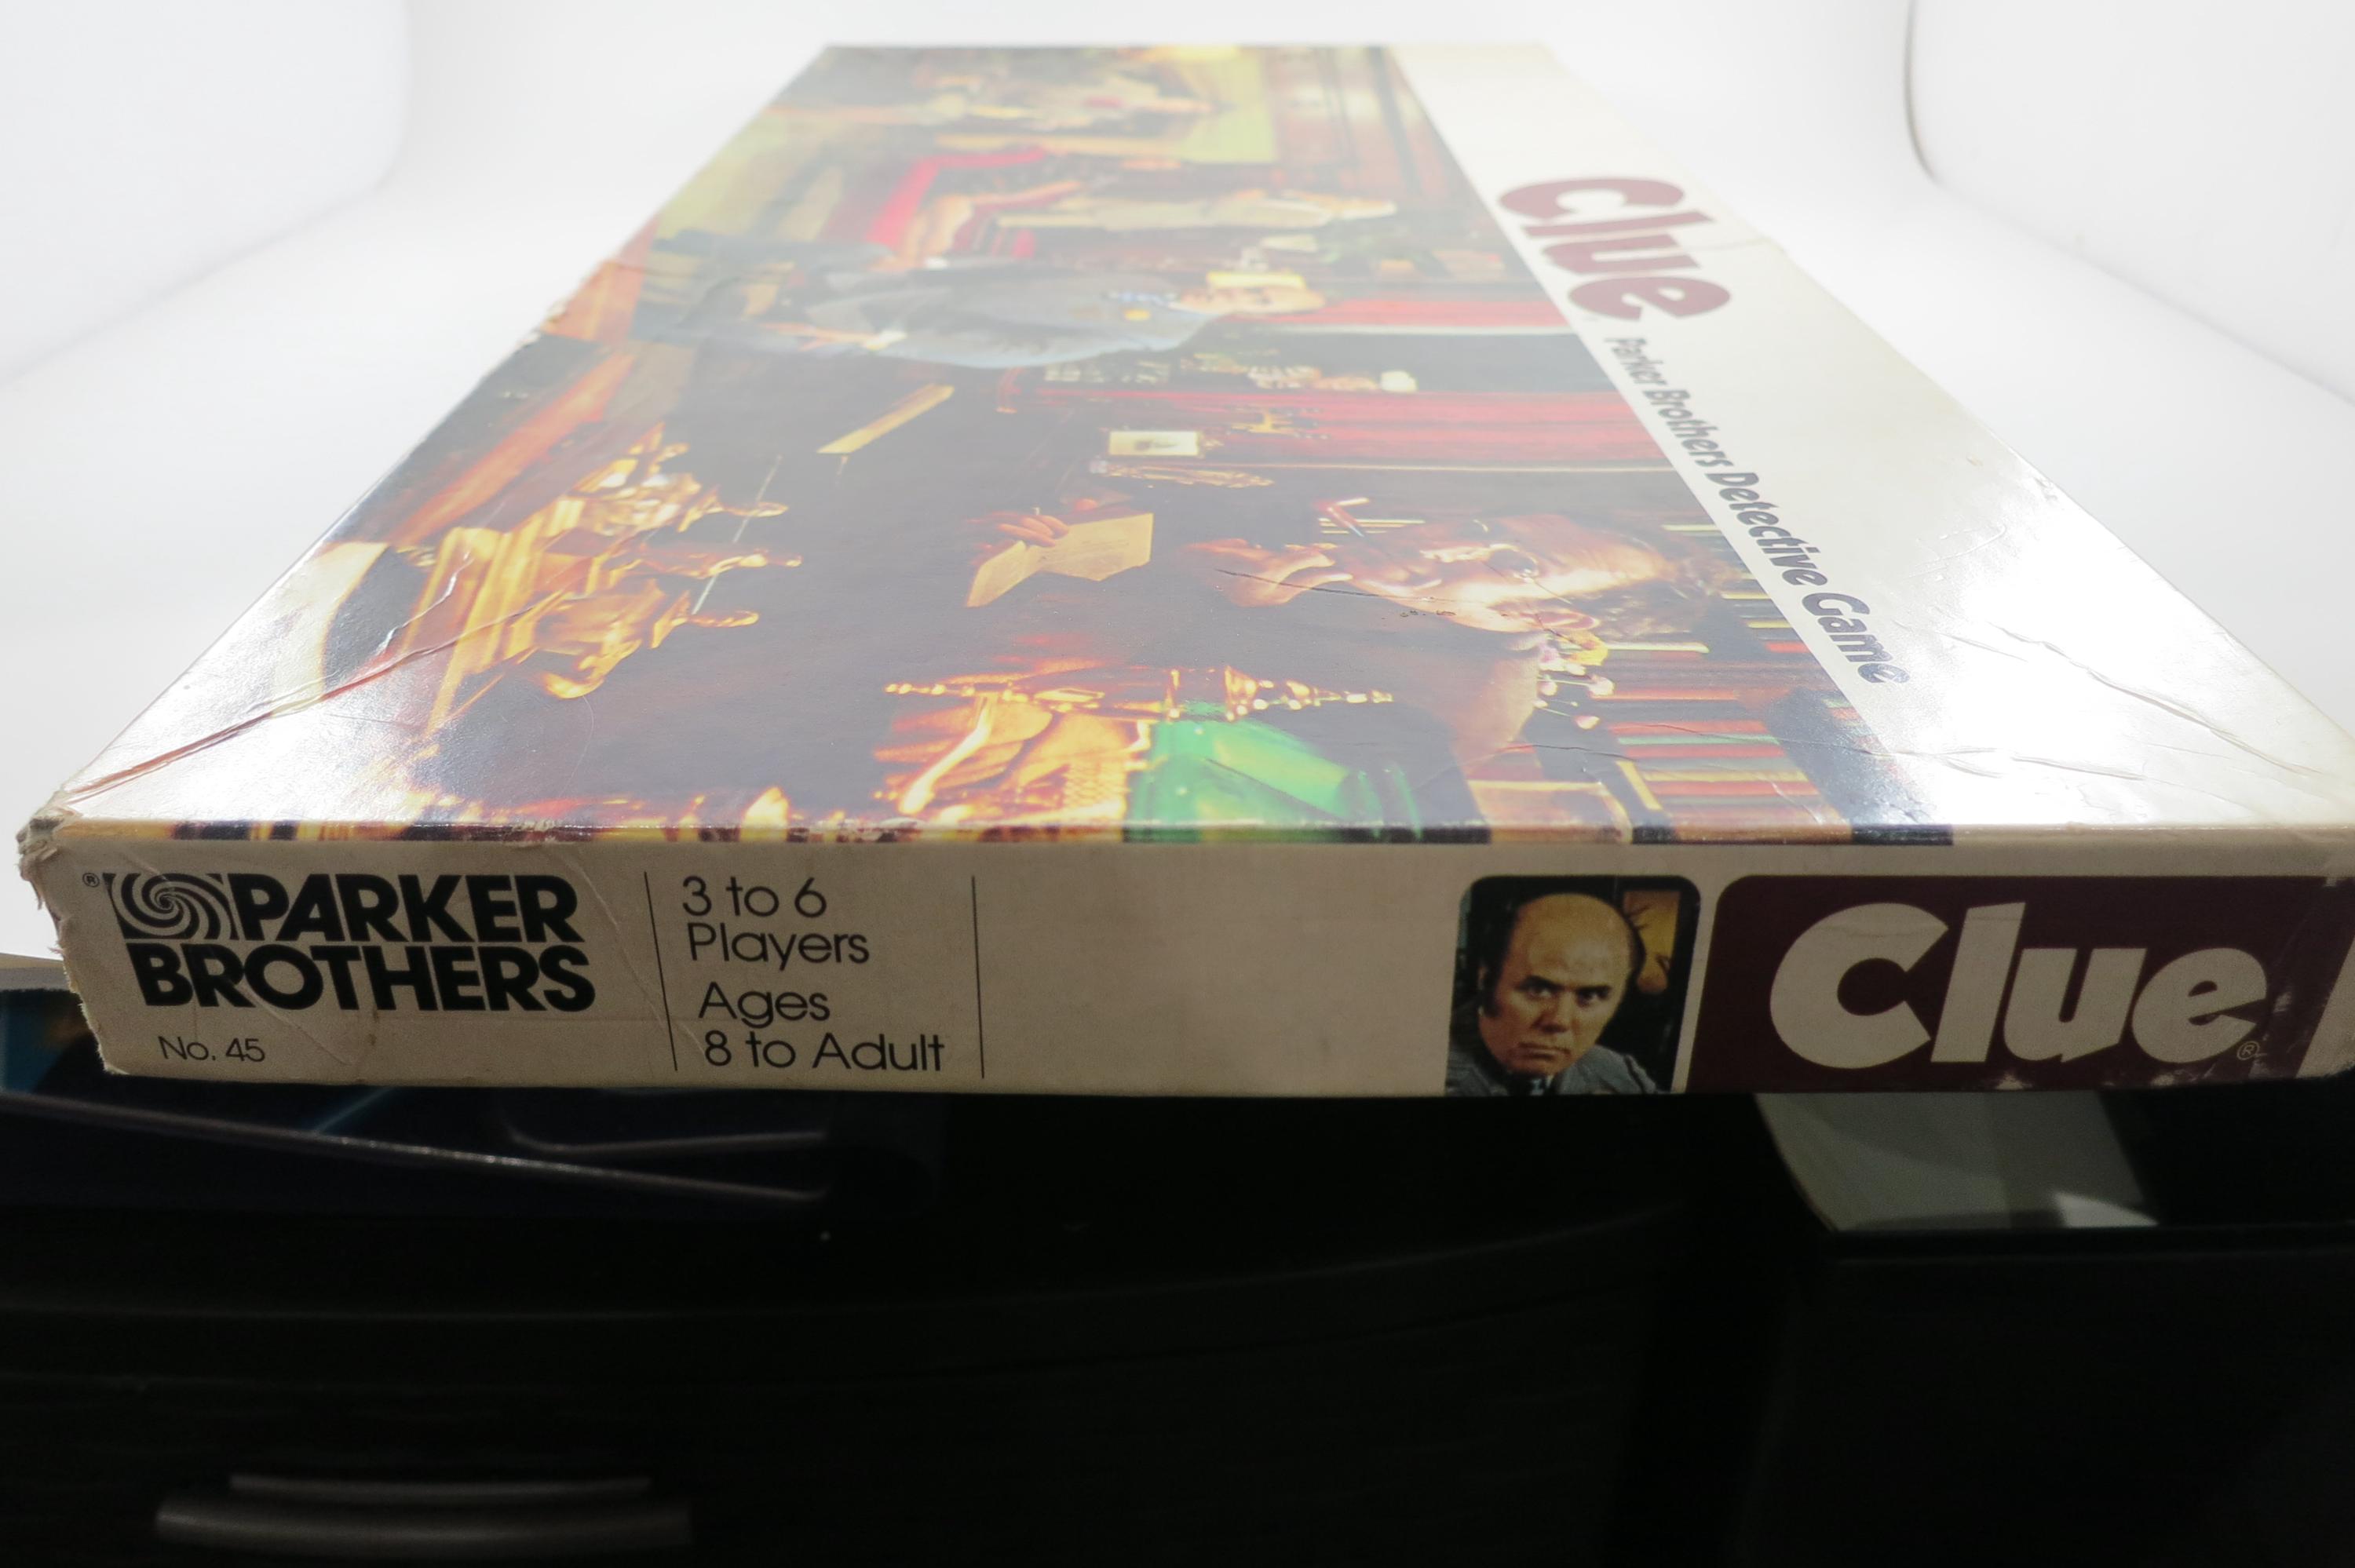 Clue
Parker Brothers Detective Game
® PARKER
BROTHERS
No. 45
3 to 6
Players
Ages
8 to Adult
Clue®